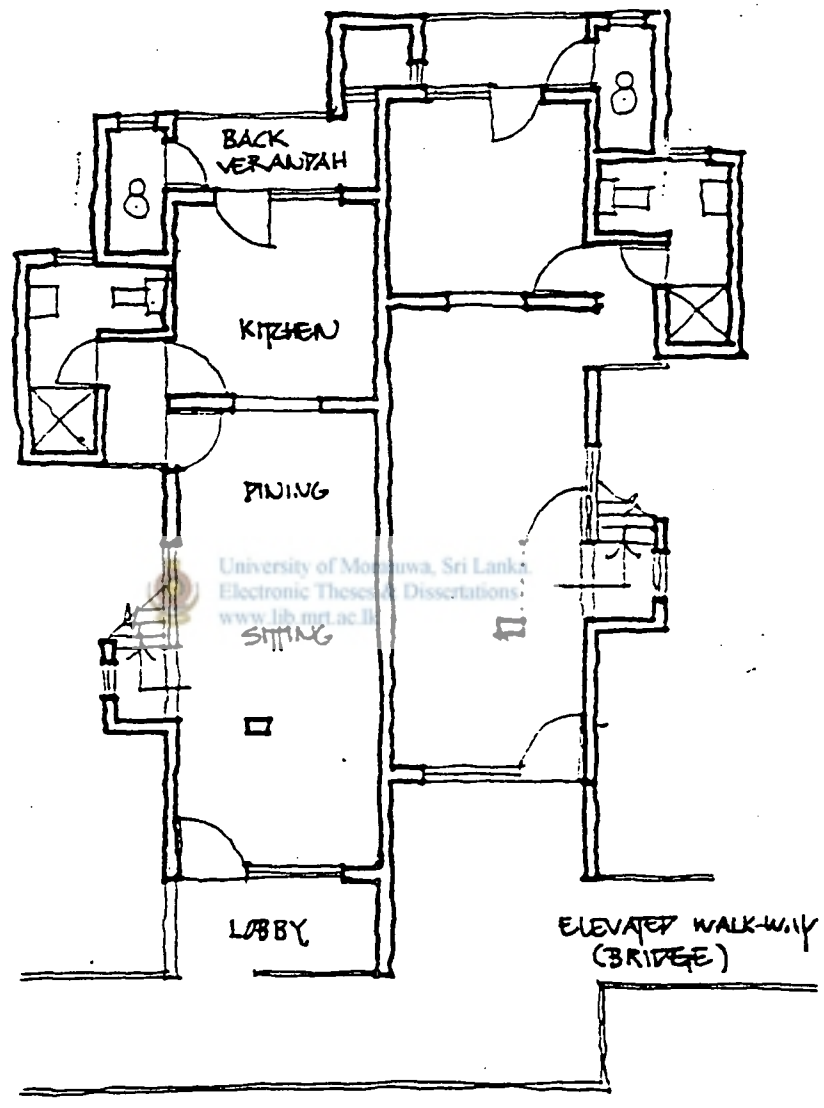 BACK
VERANDAH
KITCHEN
DINING
University of Moratuwa, Sri Lanka.
Electronic Theses & Dissertations
www.lib.mrt.ac.lk
SITTING
LOBBY
ELEVATED WALK-WAY
(BRIDGE)